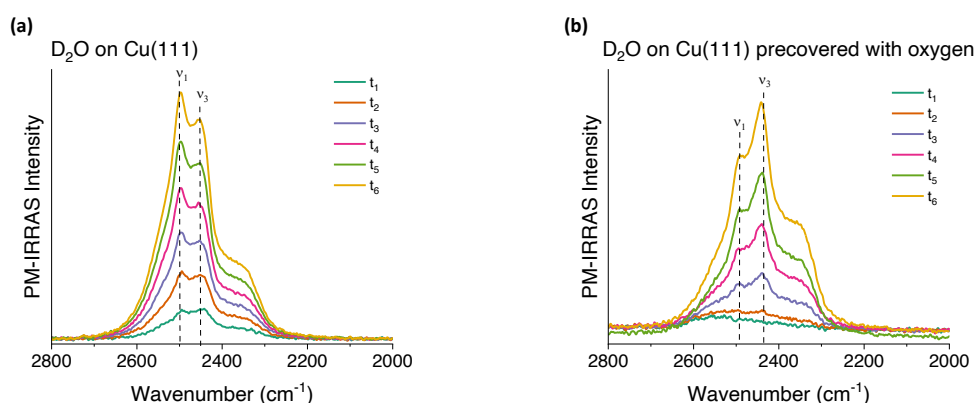 (a)
D₂O on Cu(111)
ν₁
ν₃
t₁
t₂
t₃
t₄
t₅
t₆
PM-IRRAS Intensity
2800 2600 2400 2200 2000
Wavenumber (cm⁻¹)
(b)
D₂O on Cu(111) precovered with oxygen
ν₁
ν₃
t₁
t₂
t₃
t₄
t₅
t₆
PM-IRRAS Intensity
2800 2600 2400 2200 2000
Wavenumber (cm⁻¹)